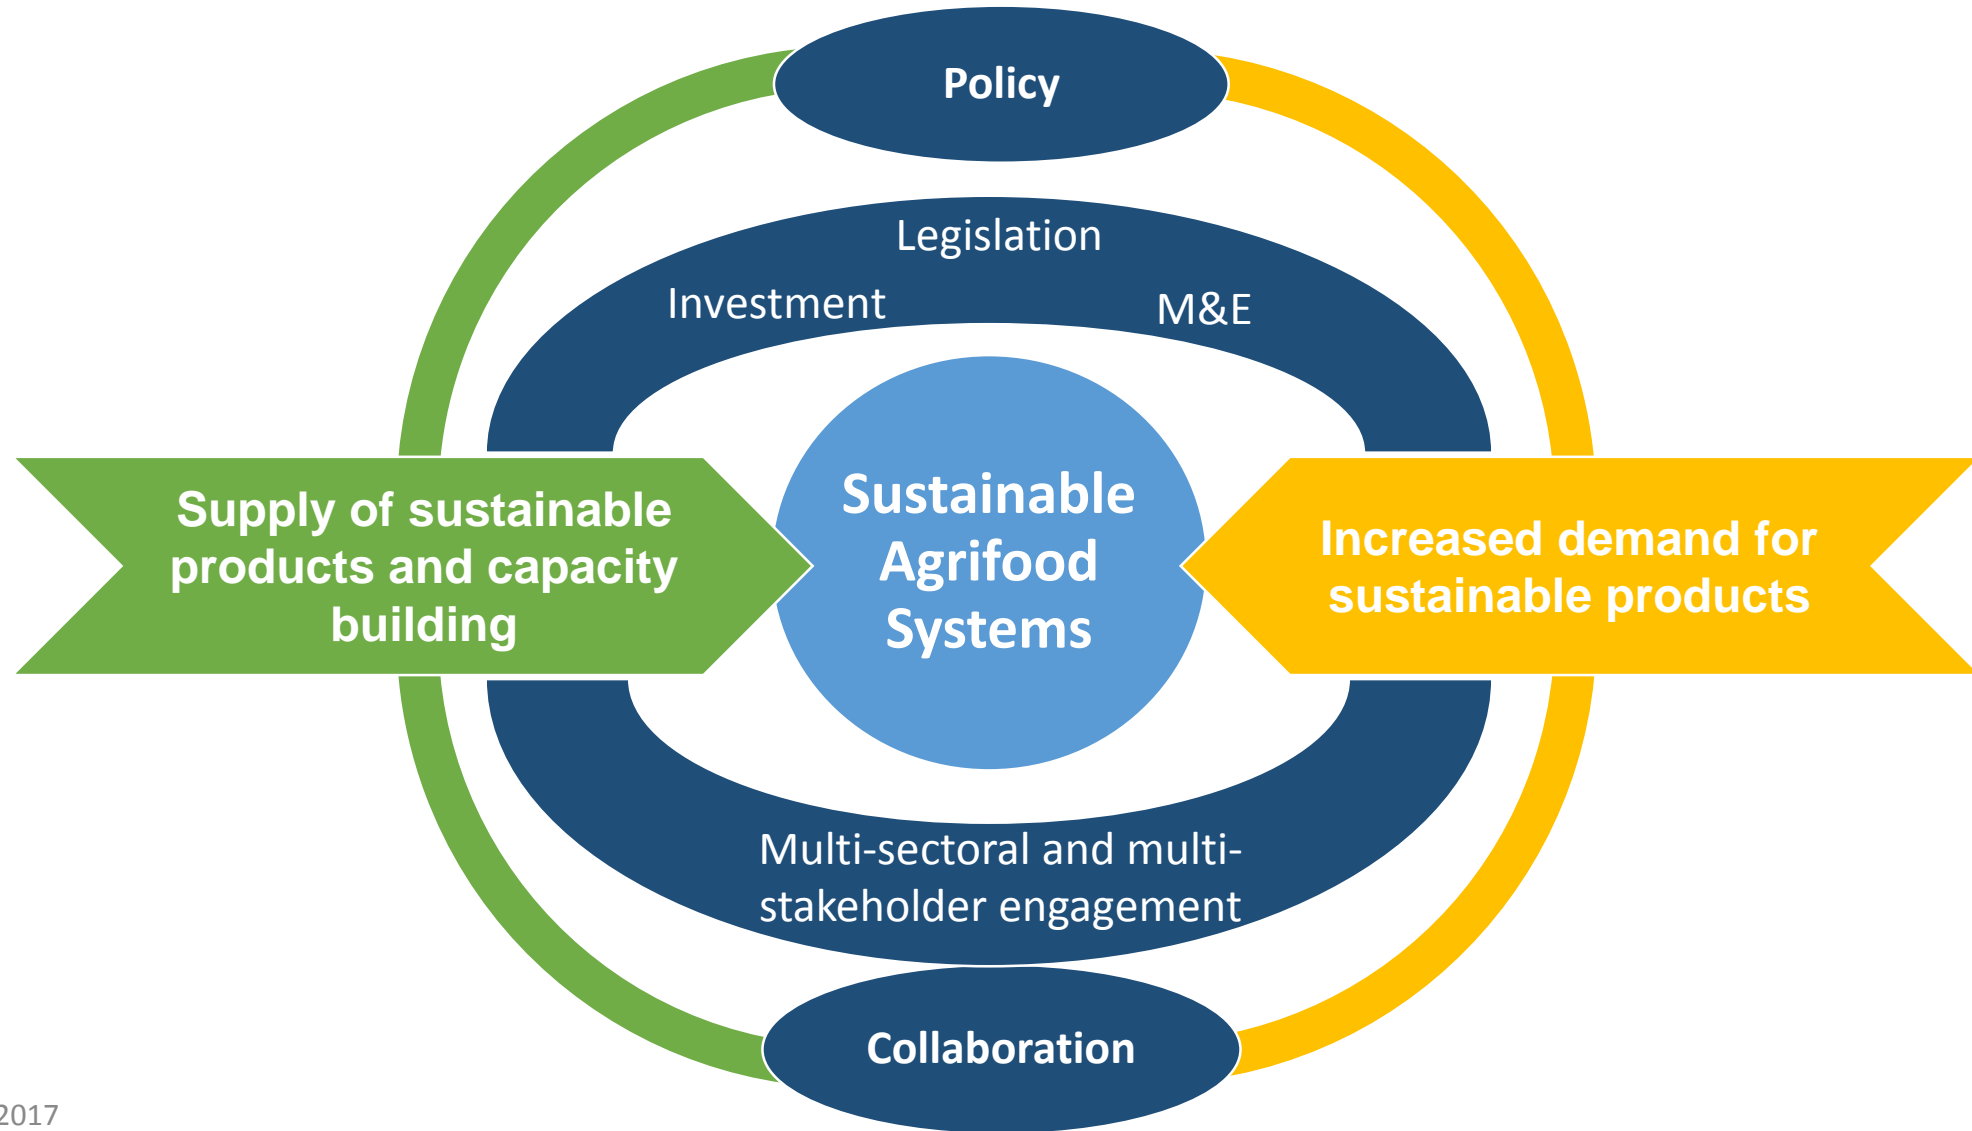 Policy
Legislation
Investment
M&E
Supply of sustainable
products and capacity
building
Sustainable
Agrifood
Systems
Increased demand for
sustainable products
Multi-sectoral and multi-
stakeholder engagement
Collaboration
2017